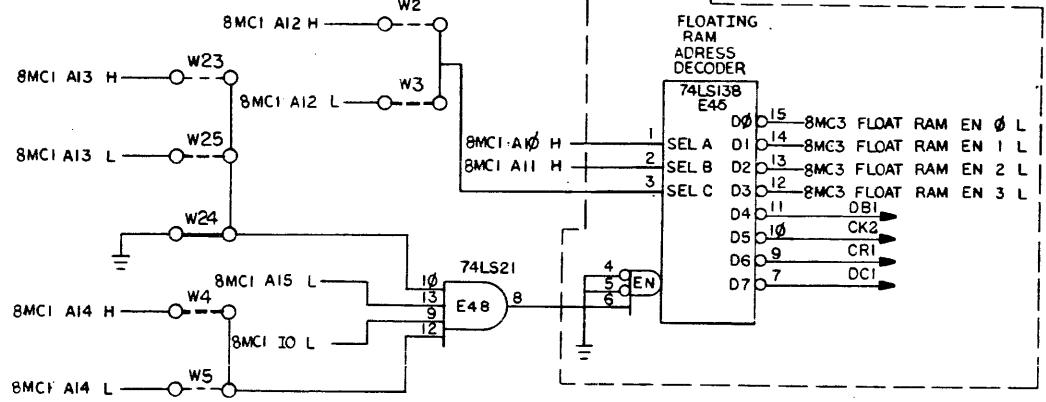 W2
8MC1 A12 H
FLOATING
RAM
ADRESS
DECODER
W23
8MC1 A13 H
W3
8MC1 A12 L
74LS138
E45
DØ 15 8MC3 FLOAT RAM EN Ø L
8MC1 A1Ø H 1 SEL A D1 14 8MC3 FLOAT RAM EN 1 L
W25
8MC1 A13 L
8MC1 A11 H 2 SEL B D2 13 8MC3 FLOAT RAM EN 2 L
3 SEL C D3 12 8MC3 FLOAT RAM EN 3 L
D4 11 DB1
W24
D5 1Ø CK2
D6 9 CR1
D7 7 DC1
74LS21
8MC1 A15 L
1Ø
13
9
12
E48
8
4
5
6
EN
W4
8MC1 A14 H
8MC1 IO L
W5
8MC1 A14 L